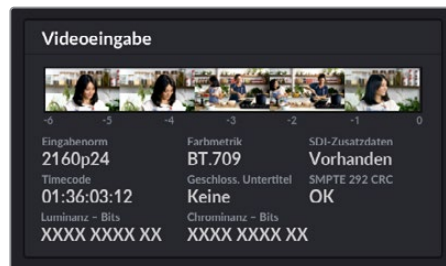 Videoeingabe
-6 -5 -4 -3 -2 -1 0
Eingabenorm Farbmetrik SDI-Zusatzdaten
2160p24 BT.709 Vorhanden
Timecode Geschloss. Untertitel SMPTE 292 CRC
01:36:03:12 Keine OK
Luminanz – Bits Chrominanz – Bits
XXXX XXXX XX XXXX XXXX XX